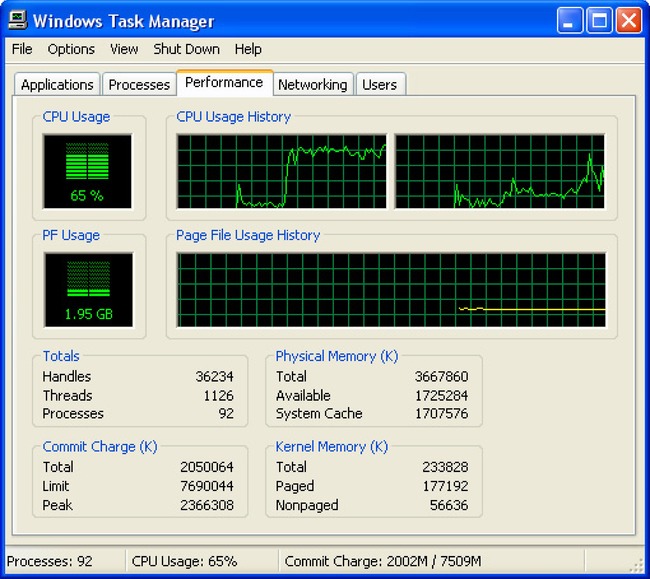 Windows Task Manager
File Options View Shut Down Help
Applications Processes Performance Networking Users
CPU Usage CPU Usage History
65 %
PF Usage Page File Usage History
1.95 GB
Totals Physical Memory (K)
Handles 36234 Total 3667860
Threads 1126 Available 1725284
Processes 92 System Cache 1707576
Commit Charge (K) Kernel Memory (K)
Total 2050064 Total 233828
Limit 7690044 Paged 177192
Peak 2366308 Nonpaged 56636
Processes: 92 CPU Usage: 65% Commit Charge: 2002M / 7509M